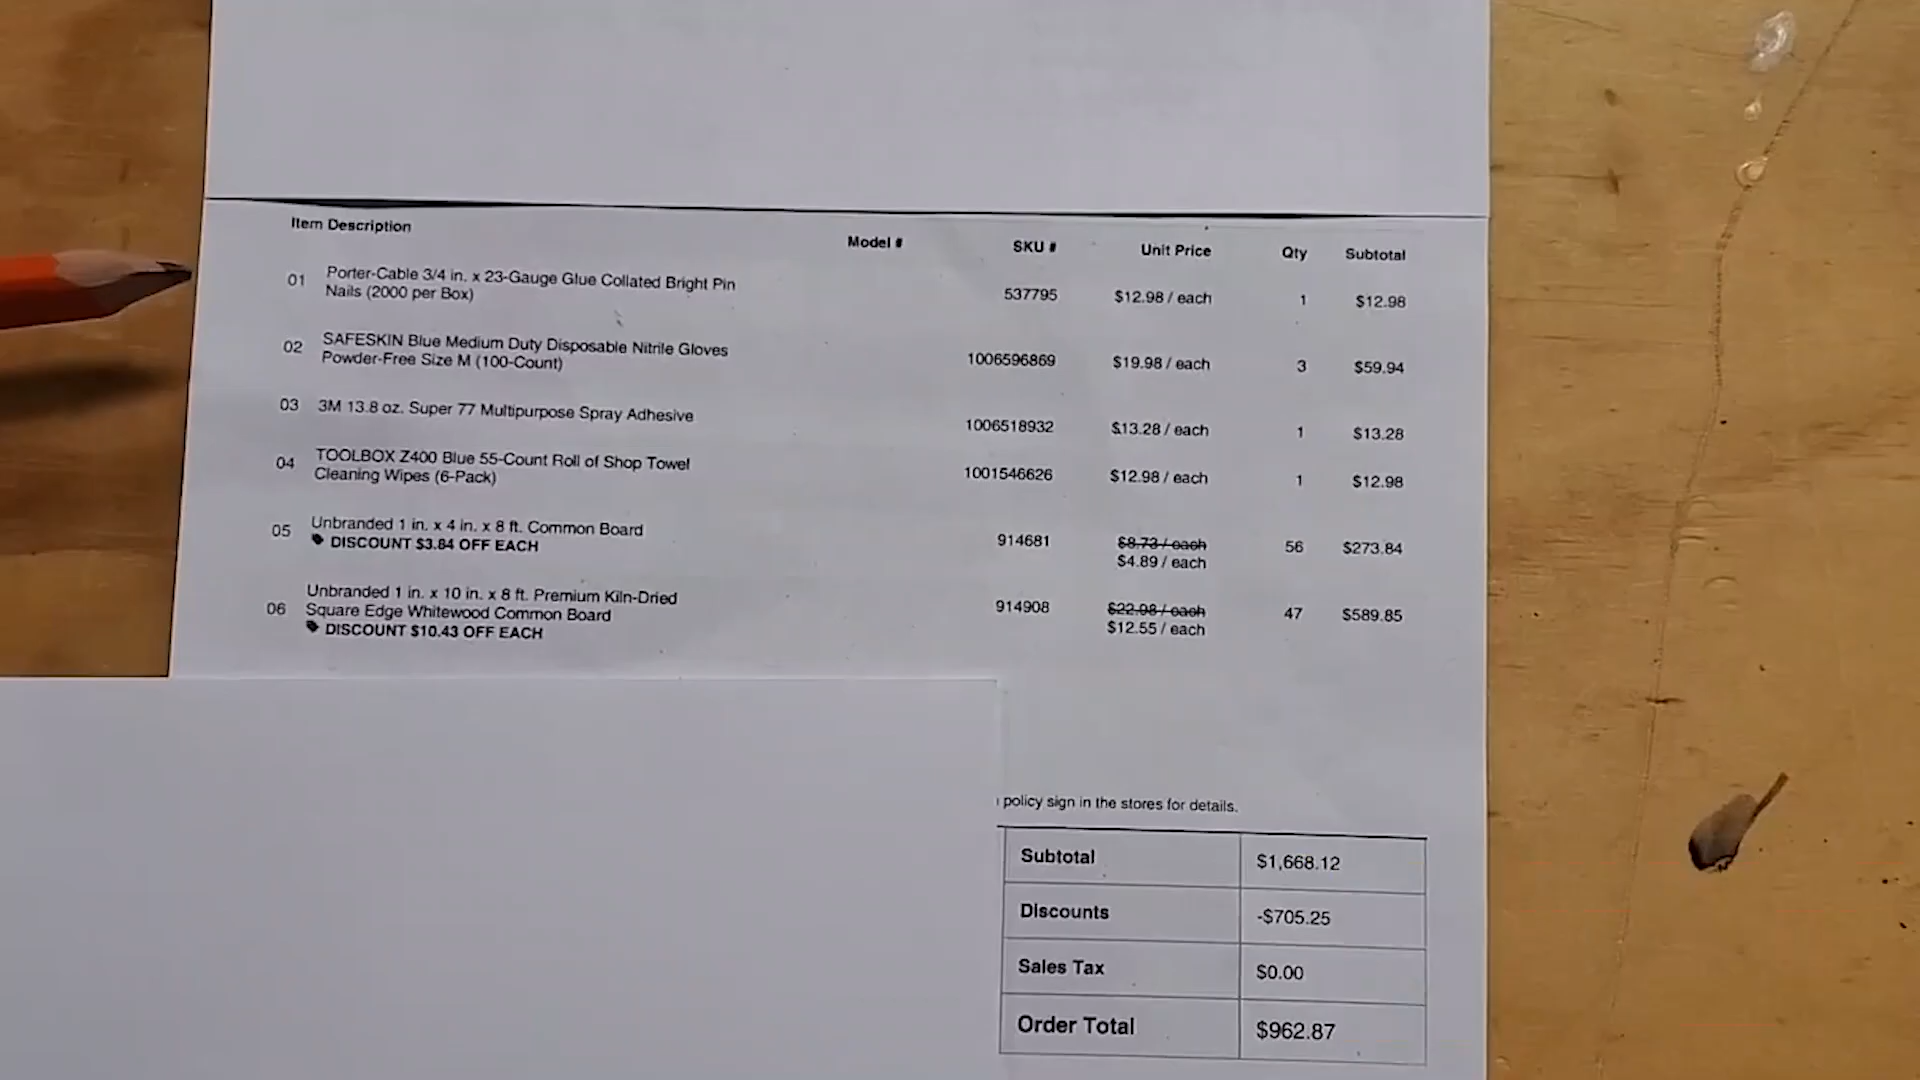 Item Description Model # SKU # Unit Price Qty Subtotal
01 Porter-Cable 3/4 in. x 23-Gauge Glue Collated Bright Pin
Nails (2000 per Box) 537795 $12.98 / each 1 $12.98
02 SAFESKIN Blue Medium Duty Disposable Nitrile Gloves
Powder-Free Size M (100-Count) 1006596869 $19.98 / each 3 $59.94
03 3M 13.8 oz. Super 77 Multipurpose Spray Adhesive 1006518932 $13.28 / each 1 $13.28
04 TOOLBOX Z400 Blue 55-Count Roll of Shop Towel
Cleaning Wipes (6-Pack) 1001546626 $12.98 / each 1 $12.98
05 Unbranded 1 in. x 4 in. x 8 ft. Common Board 914681 $8.73 / each 56 $273.84
DISCOUNT $3.84 OFF EACH $4.89 / each
06 Unbranded 1 in. x 10 in. x 8 ft. Premium Kiln-Dried
Square Edge Whitewood Common Board 914908 $22.98 / each 47 $589.85
DISCOUNT $10.43 OFF EACH $12.55 / each
policy sign in the stores for details.
Subtotal $1,668.12
Discounts -$705.25
Sales Tax $0.00
Order Total $962.87